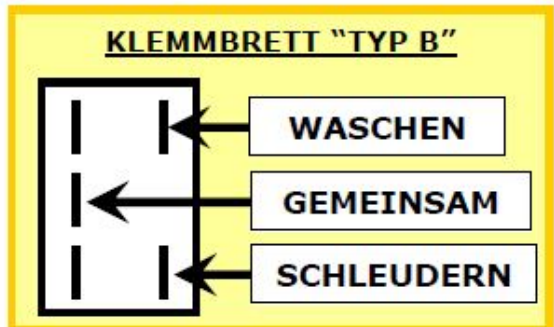 KLEMMBRETT “TYP B”
WASCHEN
GEMEINSAM
SCHLEUDERN